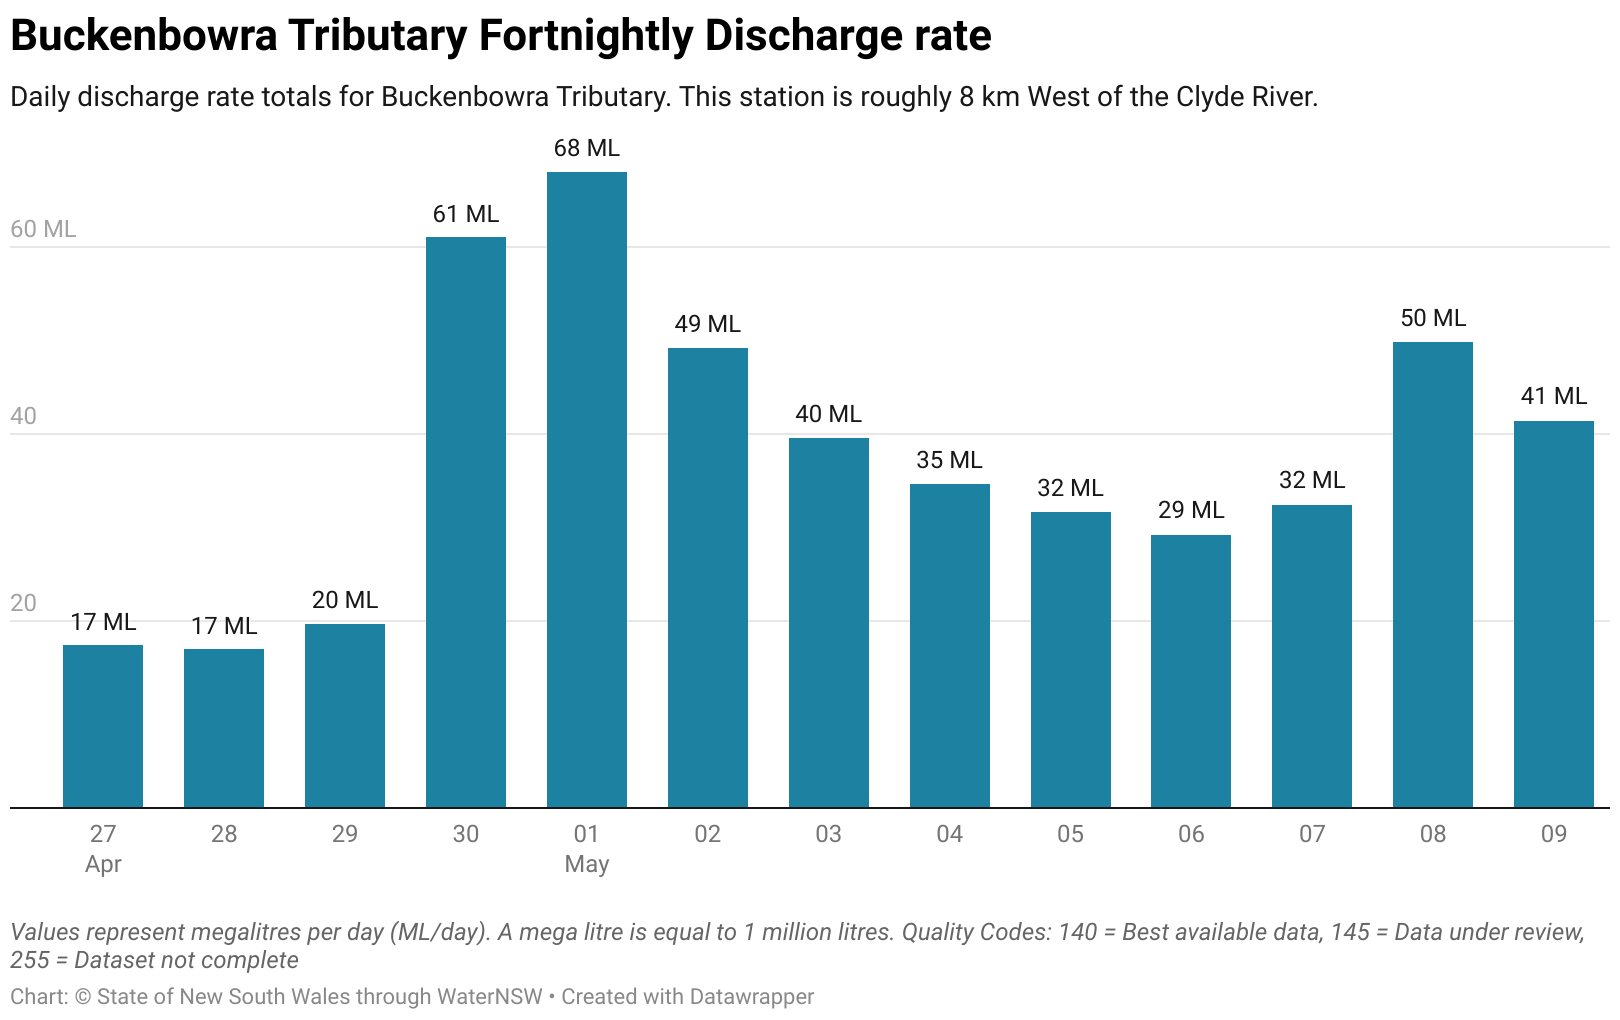 Buckenbowra Tributary Fortnightly Discharge rate
Daily discharge rate totals for Buckenbowra Tributary. This station is roughly 8 km West of the Clyde River.
68 ML
61 ML
60 ML
50 ML
49 ML
41 ML
40 ML
40
35 ML
32 ML
32 ML
29 ML
20 ML
20
17 ML
17 ML
27 28 29 30 01 02 03 04 05 06 07 08 09
Apr May
Values represent megalitres per day (ML/day). A mega litre is equal to 1 million litres. Quality Codes: 140 = Best available data, 145 = Data under review,
255 = Dataset not complete
Chart: © State of New South Wales through WaterNSW • Created with Datawrapper